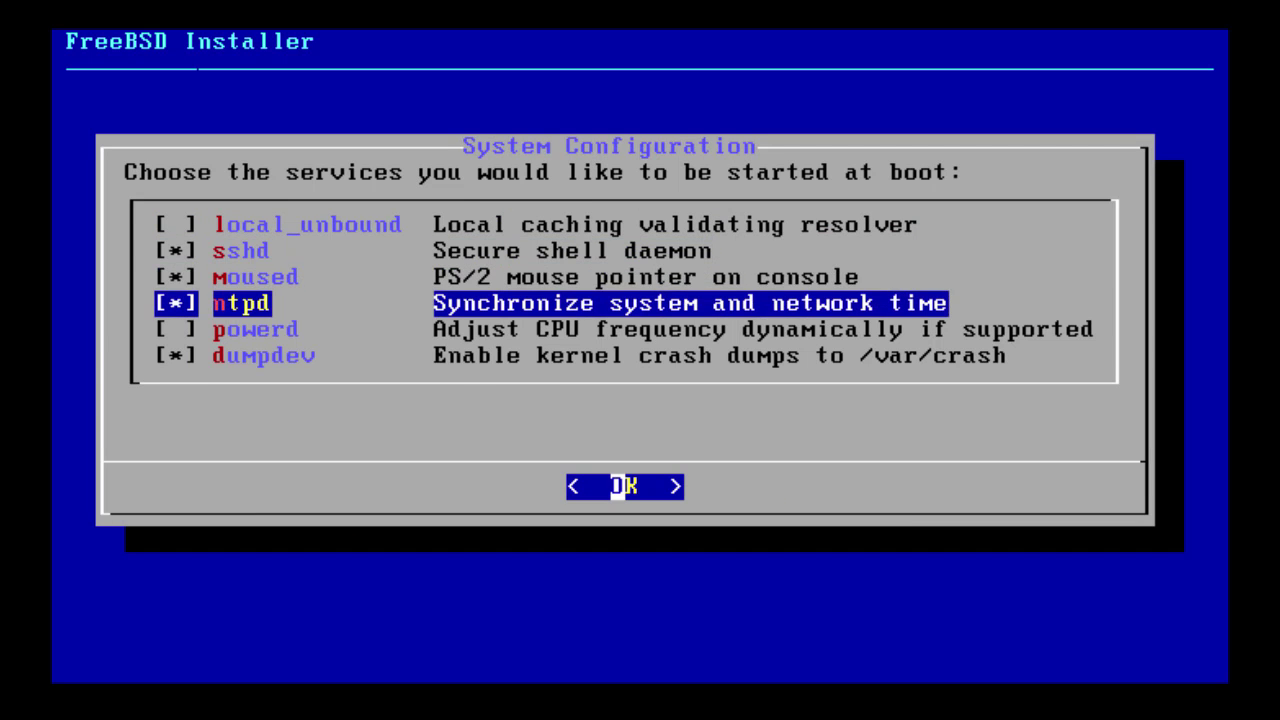 FreeBSD Installer
System Configuration
Choose the services you would like to be started at boot:
[ ] local_unbound Local caching validating resolver
[*] sshd Secure shell daemon
[*] moused PS/2 mouse pointer on console
[*] ntpd Synchronize system and network time
[ ] powerd Adjust CPU frequency dynamically if supported
[*] dumpdev Enable kernel crash dumps to /var/crash
< OK >